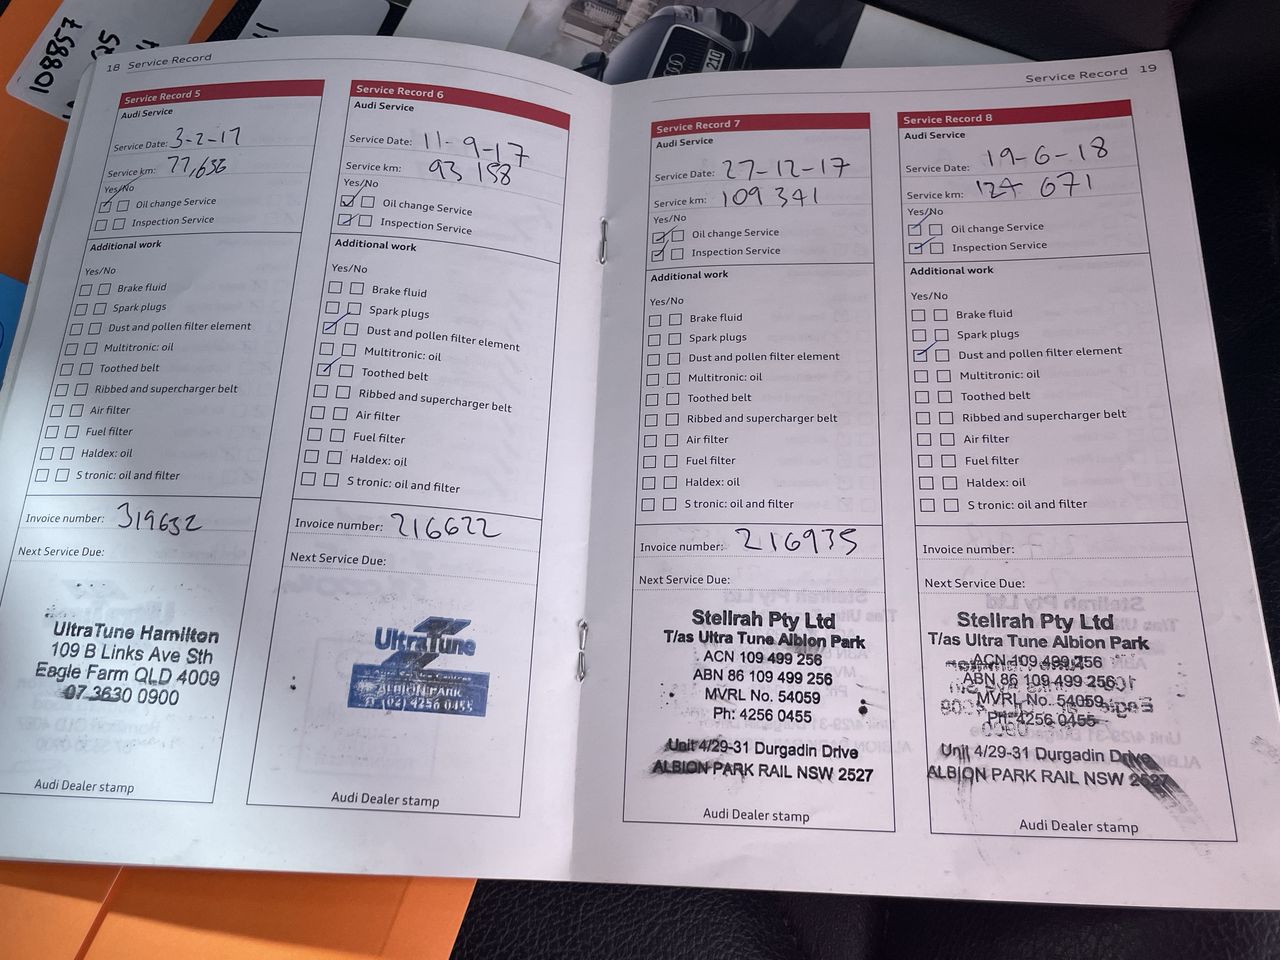 108857
25
210
18 Service Record
Service Record 5
Audi Service
Service Date: 3-2-17
Service km: 77,656
Yes/No
Oil change Service
Inspection Service
Additional work
Yes/No
Brake fluid
Spark plugs
Dust and pollen filter element
Multitronic: oil
Toothed belt
Ribbed and supercharger belt
Air filter
Fuel filter
Haldex: oil
S tronic: oil and filter
Invoice number: 319632
Next Service Due:
UltraTune Hamilton
109 B Links Ave Sth
Eagle Farm QLD 4009
07 3630 0900
Audi Dealer stamp
Service Record 6
Audi Service
Service Date: 11-9-17
Service km: 93 158
Yes/No
Oil change Service
Inspection Service
Additional work
Yes/No
Brake fluid
Spark plugs
Dust and pollen filter element
Multitronic: oil
Toothed belt
Ribbed and supercharger belt
Air filter
Fuel filter
Haldex: oil
S tronic: oil and filter
Invoice number: 216622
Next Service Due:
UltraTune
ALBION PARK
(02) 4256 0455
Audi Dealer stamp
Service Record 19
Service Record 7
Audi Service
Service Date: 27-12-17
Service km: 109 341
Yes/No
Oil change Service
Inspection Service
Additional work
Yes/No
Brake fluid
Spark plugs
Dust and pollen filter element
Multitronic: oil
Toothed belt
Ribbed and supercharger belt
Air filter
Fuel filter
Haldex: oil
S tronic: oil and filter
Invoice number: 216935
Next Service Due:
Stellrah Pty Ltd
T/as Ultra Tune Albion Park
ACN 109 499 256
ABN 86 109 499 256
MVRL No. 54059
Ph: 4256 0455
Unit 4/29-31 Durgadin Drive
ALBION PARK RAIL NSW 2527
Audi Dealer stamp
Service Record 8
Audi Service
Service Date: 19-6-18
Service km: 124 671
Yes/No
Oil change Service
Inspection Service
Additional work
Yes/No
Brake fluid
Spark plugs
Dust and pollen filter element
Multitronic: oil
Toothed belt
Ribbed and supercharger belt
Air filter
Fuel filter
Haldex: oil
S tronic: oil and filter
Invoice number:
Next Service Due:
Stellrah Pty Ltd
T/as Ultra Tune Albion Park
ACN 109 499 256
ABN 86 109 499 256
MVRL No. 54059
Ph: 4256 0455
Unit 4/29-31 Durgadin Drive
ALBION PARK RAIL NSW 2527
Audi Dealer stamp